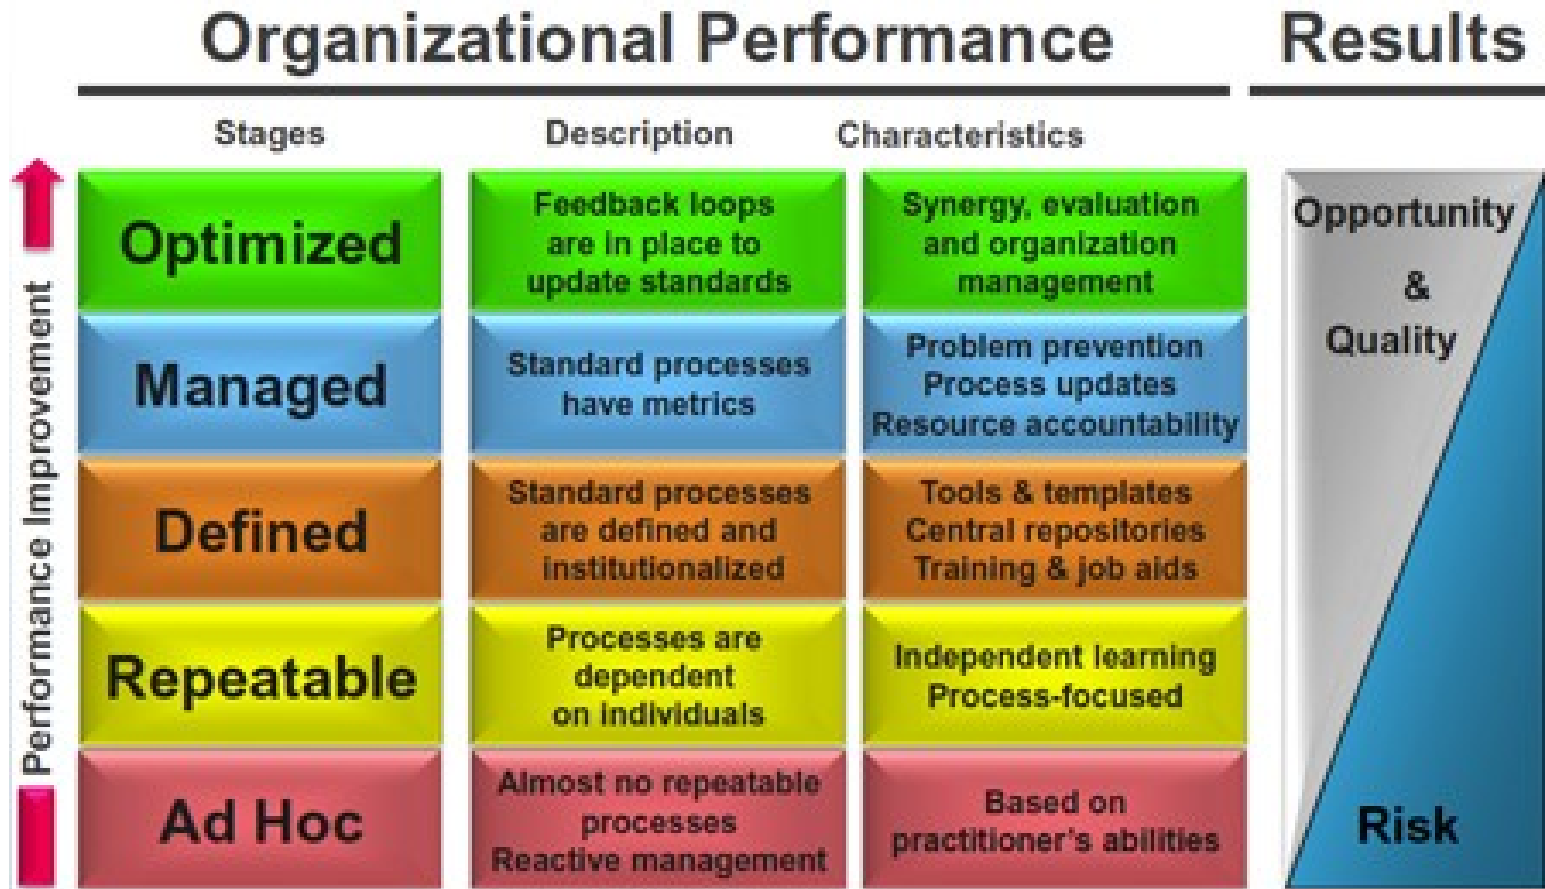 Organizational Performance
Results
Stages
Description
Characteristics
Performance Improvement
Optimized
Feedback loops
are in place to
update standards
Synergy, evaluation
and organization
management
Managed
Standard processes
have metrics
Problem prevention
Process updates
Resource accountability
Defined
Standard processes
are defined and
institutionalized
Tools & templates
Central repositories
Training & job aids
Repeatable
Processes are
dependent
on individuals
Independent learning
Process-focused
Ad Hoc
Almost no repeatable
processes
Reactive management
Based on
practitioner's abilities
Opportunity
&
Quality
Risk